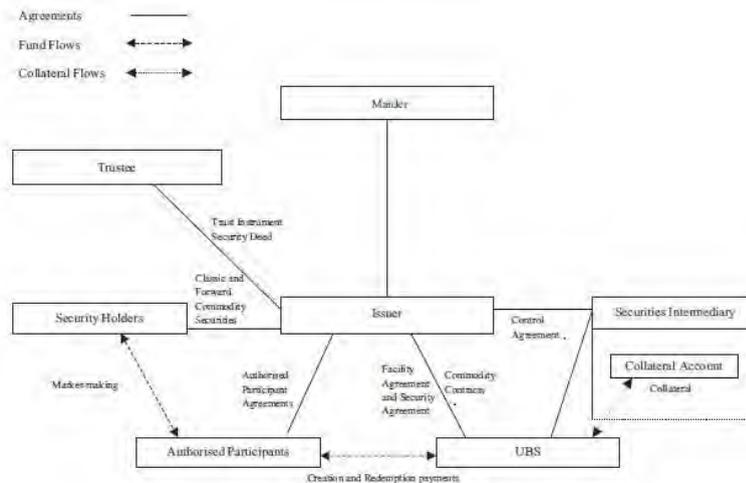 Agreements
Fund Flows
Collateral Flows
Trustee
Trust Instrument
Security Deed
Classic and
Forward
Commodity
Securities
Security Holders
Issuer
Control
Agreement
Securities Intermediary
Collateral Account
Collateral
Market-making
Authorised
Participant
Agreements
Facility
Agreement
and Security
Agreement
Commodity
Contracts
Authorised Participants
UBS
Creation and Redemption payments